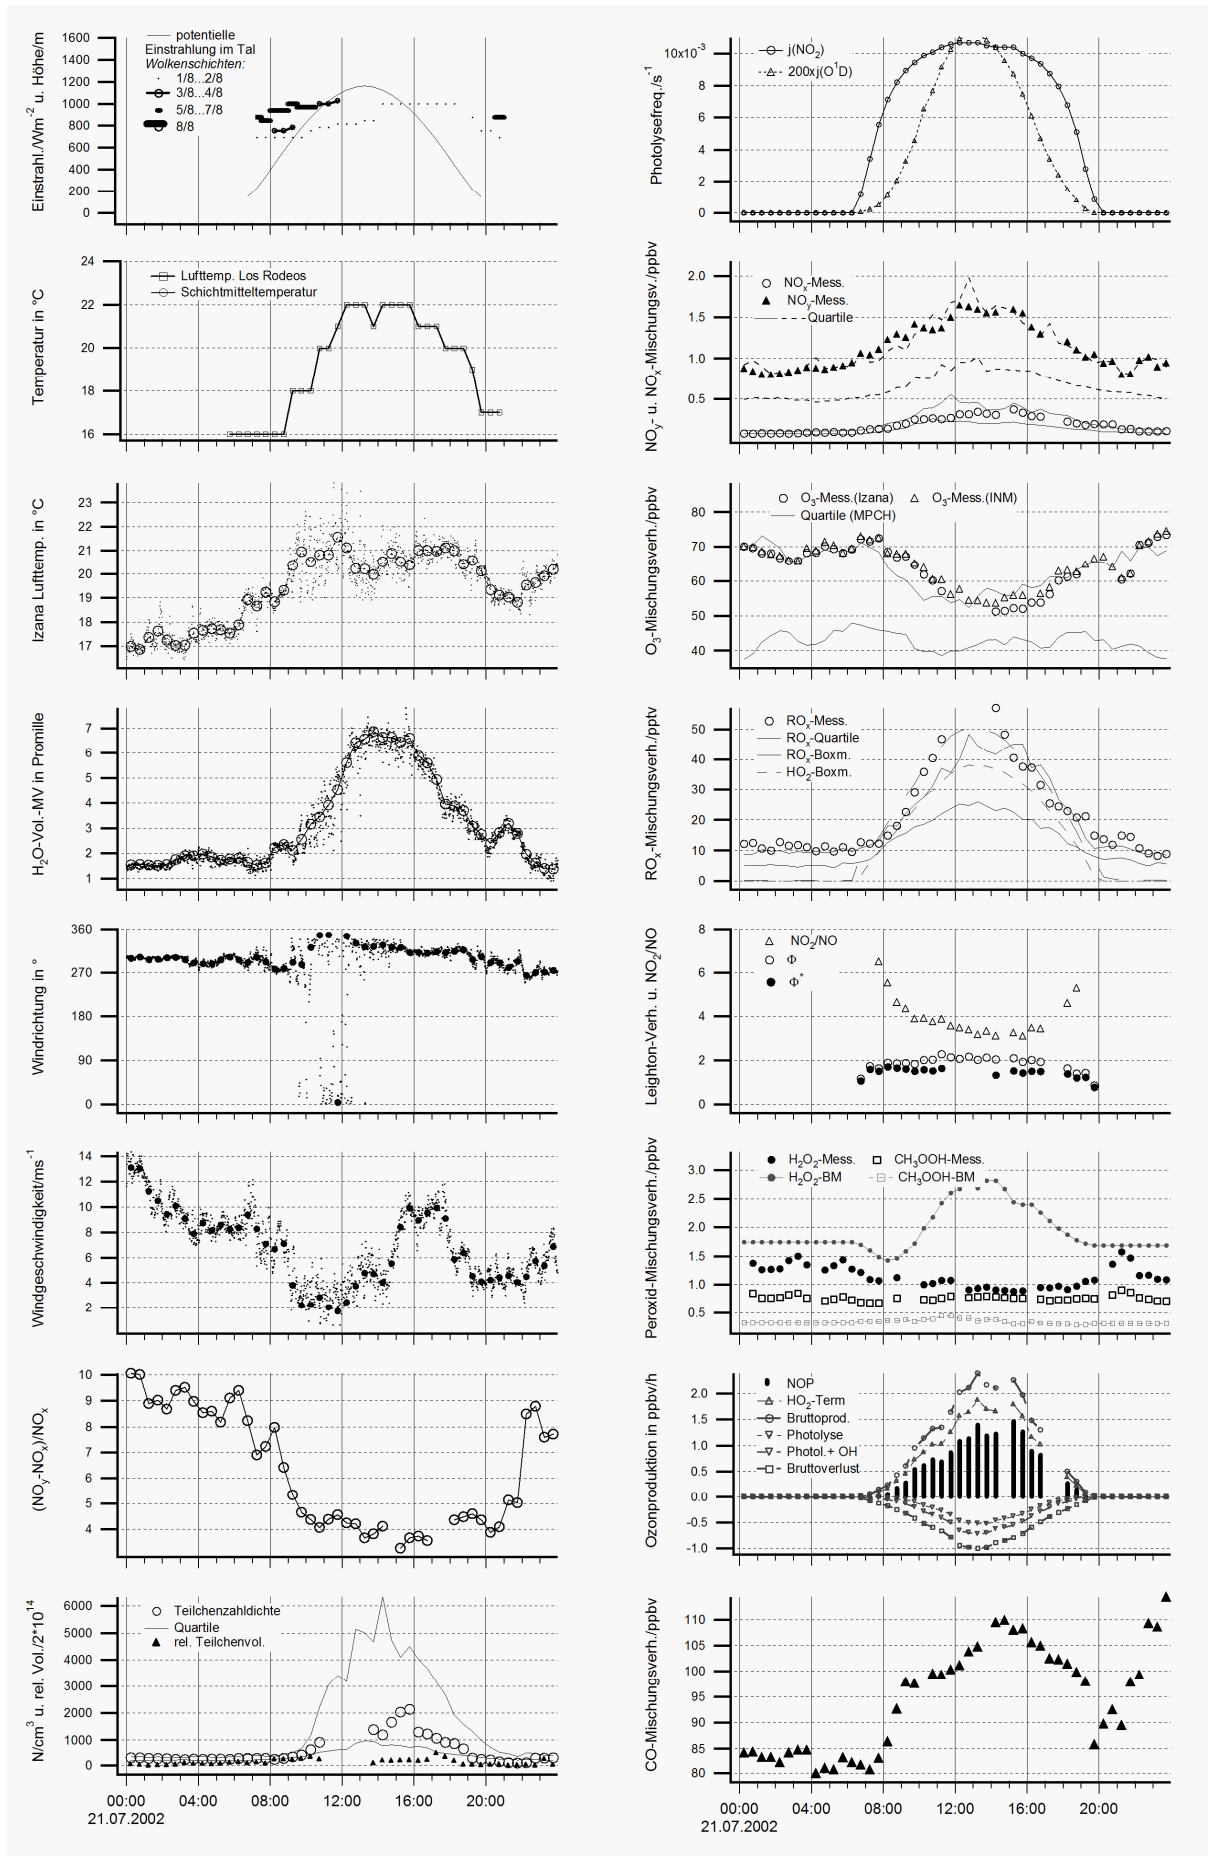 Einstrahl./Wm⁻² u. Höhe/m
1600
1400
1200
1000
800
600
400
200
0
potentielle
Einstrahlung im Tal
Wolkenschichten:
1/8...2/8
3/8...4/8
5/8...7/8
8/8
Photolysefreq./s⁻¹
10x10⁻³
8
6
4
2
0
j(NO₂)
200xj(O¹D)
Temperatur in °C
24
22
20
18
16
Lufttemp. Los Rodeos
Schichtmitteltemperatur
NOy- u. NOx-Mischungsv./ppbv
2.0
1.5
1.0
0.5
NOx-Mess.
NOy-Mess.
Quartile
Izana Lufttemp. in °C
23
22
21
20
19
18
17
O₃-Mischungsverh./ppbv
80
70
60
50
40
O₃-Mess.(Izana)
O₃-Mess.(INM)
Quartile (MPCH)
H₂O-Vol.-MV in Promille
7
6
5
4
3
2
1
ROx-Mischungsverh./pptv
50
40
30
20
10
0
ROx-Mess.
ROx-Quartile
ROx-Boxm.
HO₂-Boxm.
Windrichtung in °
360
270
180
90
0
Leighton-Verh. u. NO₂/NO
8
6
4
2
0
NO₂/NO
Φ
Φ*
Windgeschwindigkeit/ms⁻¹
14
12
10
8
6
4
2
Peroxid-Mischungsverh./ppbv
3.0
2.5
2.0
1.5
1.0
0.5
H₂O₂-Mess.
CH₃OOH-Mess.
H₂O₂-BM
CH₃OOH-BM
(NOy-NOx)/NOx
10
9
8
7
6
5
4
Ozonproduktion in ppbv/h
2.0
1.5
1.0
0.5
0.0
-0.5
-1.0
NOP
HO₂-Term
Bruttoprod.
Photolyse
Photol.+ OH
Bruttoverlust
N/cm³ u. rel. Vol./2*10¹⁴
6000
5000
4000
3000
2000
1000
0
Teilchenzahldichte
Quartile
rel. Teilchenvol.
00:00
04:00
08:00
12:00
16:00
20:00
21.07.2002
CO-Mischungsverh./ppbv
110
105
100
95
90
85
80
00:00
04:00
08:00
12:00
16:00
20:00
21.07.2002